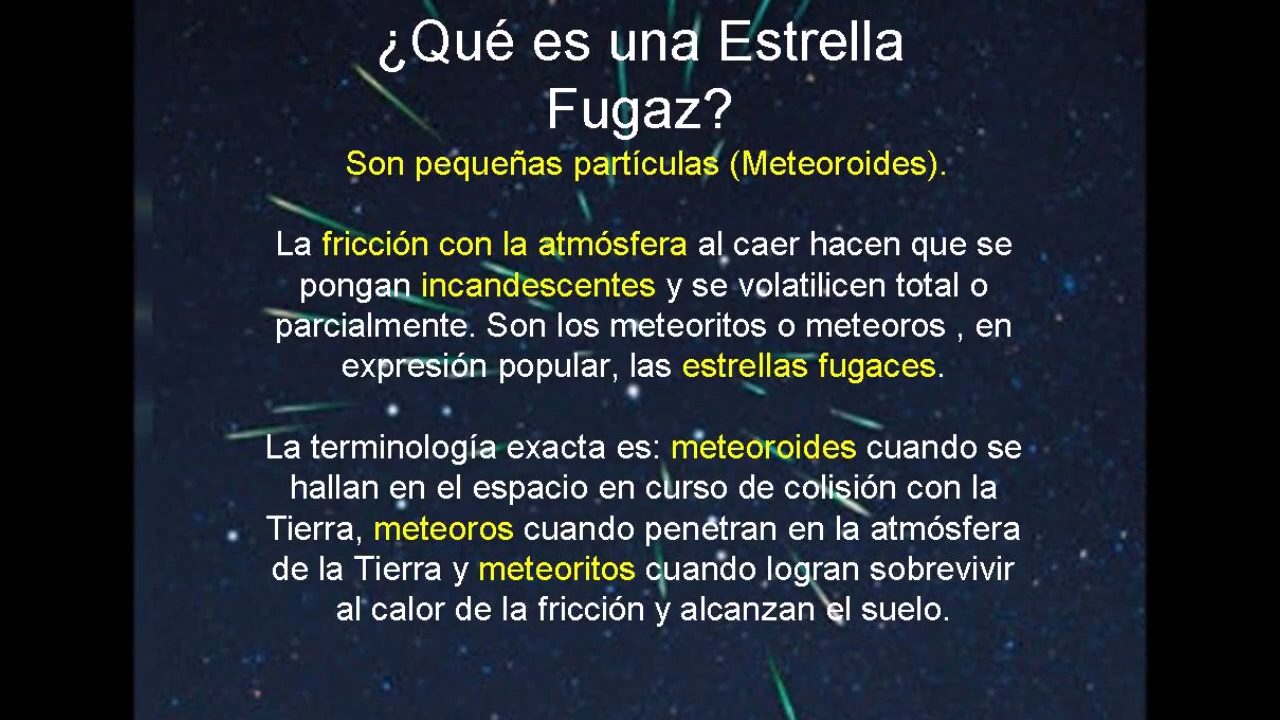 ¿Qué es una Estrella
Fugaz?
Son pequeñas partículas (Meteoroides).
La fricción con la atmósfera al caer hacen que se
pongan incandescentes y se volatilicen total o
parcialmente. Son los meteoritos o meteoros , en
expresión popular, las estrellas fugaces.
La terminología exacta es: meteoroides cuando se
hallan en el espacio en curso de colisión con la
Tierra, meteoros cuando penetran en la atmósfera
de la Tierra y meteoritos cuando logran sobrevivir
al calor de la fricción y alcanzan el suelo.